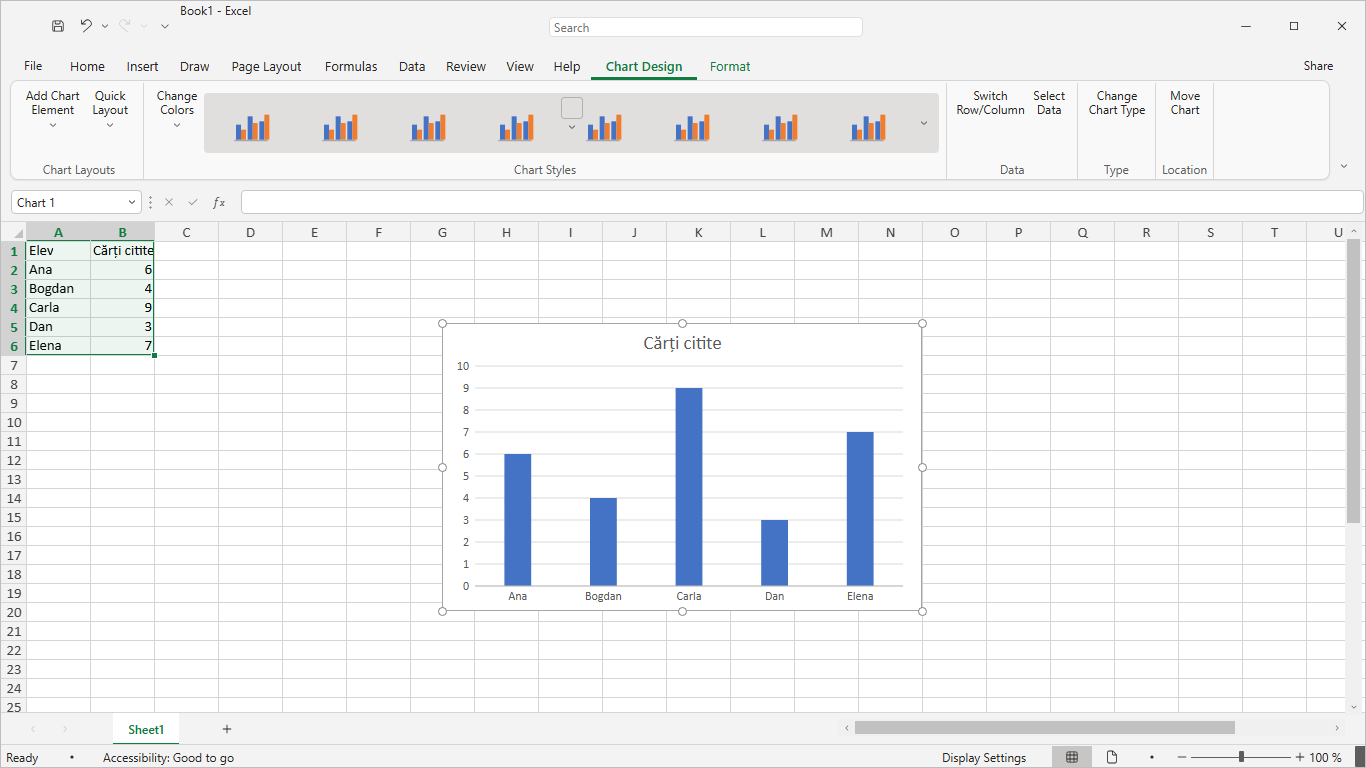 Book1 - Excel
Search
File Home Insert Draw Page Layout Formulas Data Review View Help Chart Design Format Share
Add Chart Element
Quick Layout
Chart Layouts
Change Colors
Chart Styles
Switch Row/Column
Select Data
Data
Change Chart Type
Type
Move Chart
Location
Chart 1
fx
A B C D E F G H I J K L M N O P Q R S T U
1 Elev Cărți citite
2 Ana 6
3 Bogdan 4
4 Carla 9
5 Dan 3
6 Elena 7
7
8
9
10
11
12
13
14
15
16
17
18
19
20
21
22
23
24
25
Cărți citite
10
9
8
7
6
5
4
3
2
1
0
Ana Bogdan Carla Dan Elena
Sheet1
Ready
Accessibility: Good to go
Display Settings
100 %